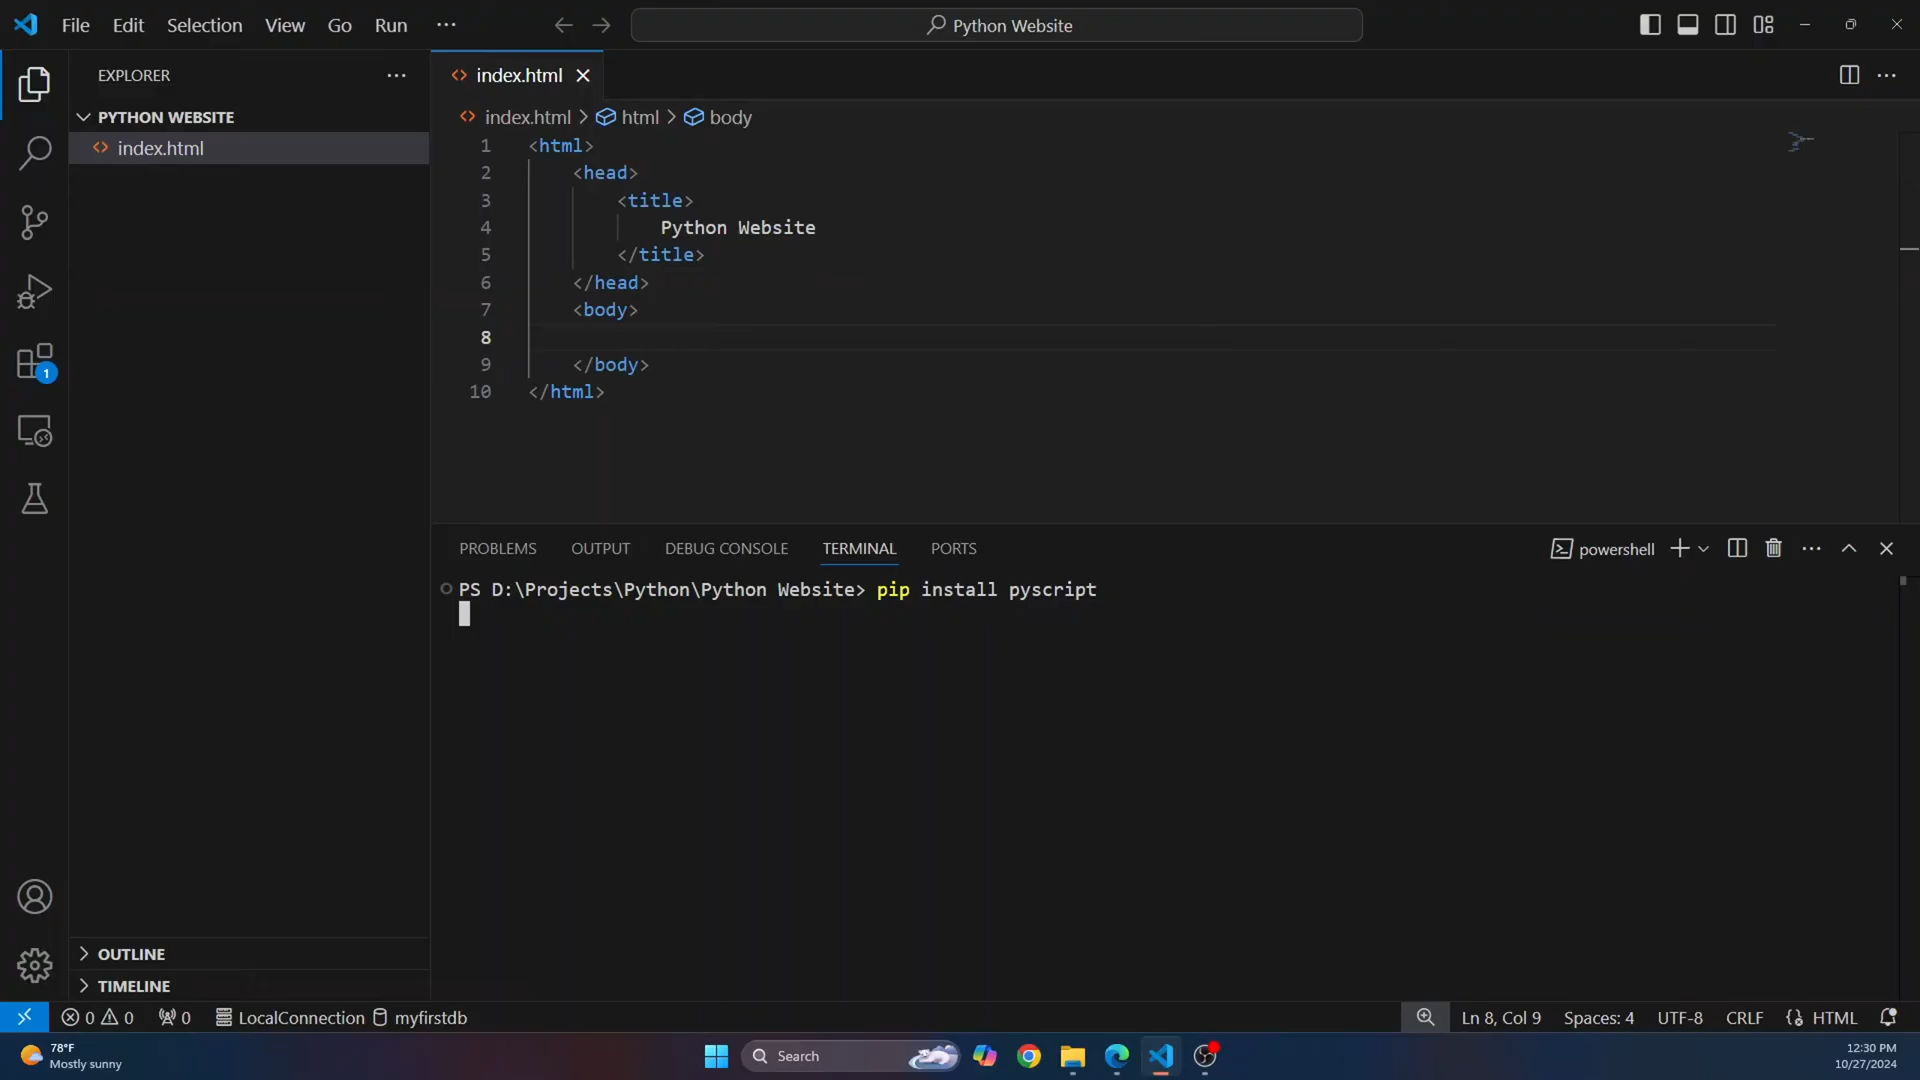 File Edit Selection View Go Run ···
Python Website
EXPLORER ···
index.html
PYTHON WEBSITE
index.html
index.html > html > body
1 <html>
2 <head>
3 <title>
4 Python Website
5 </title>
6 </head>
7 <body>
8
9 </body>
10 </html>
1
PROBLEMS OUTPUT DEBUG CONSOLE TERMINAL PORTS
powershell
PS D:\Projects\Python\Python Website> pip install pyscript
OUTLINE
TIMELINE
0 0 0 LocalConnection myfirstdb
Ln 8, Col 9 Spaces: 4 UTF-8 CRLF HTML
78°F
Mostly sunny
Search
12:30 PM
10/27/2024